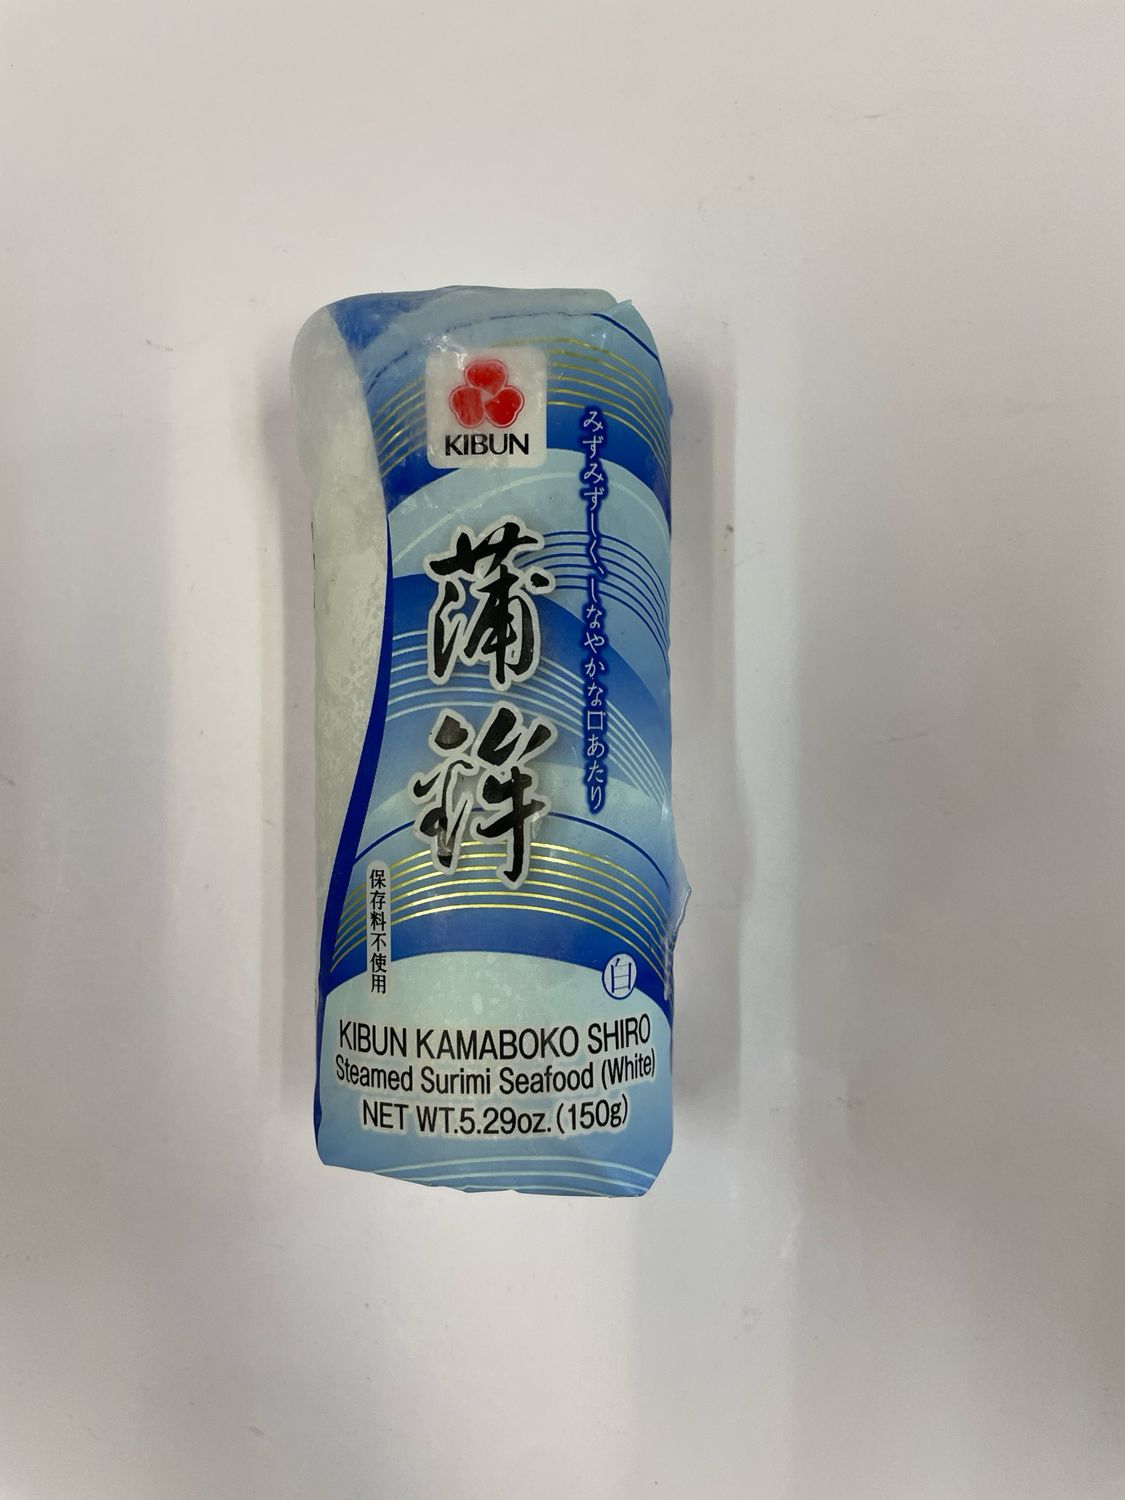 KIBUN
みずみずしく、しなやかな口あたり
蒲鉾
保存料不使用
白
KIBUN KAMABOKO SHIRO
Steamed Surimi Seafood (White)
NET WT.5.29oz.(150g)